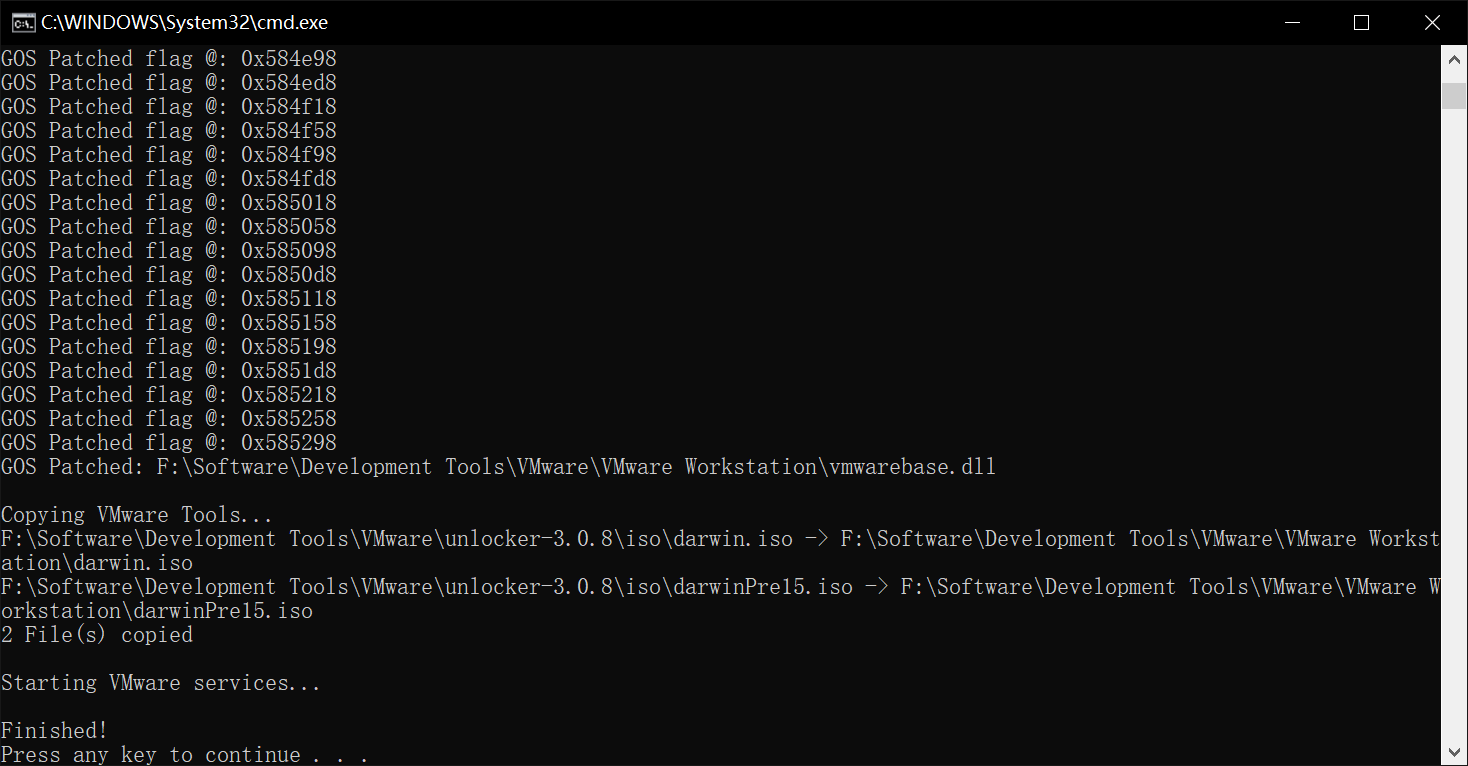 C:\WINDOWS\System32\cmd.exe
GOS Patched flag @: 0x584e98
GOS Patched flag @: 0x584ed8
GOS Patched flag @: 0x584f18
GOS Patched flag @: 0x584f58
GOS Patched flag @: 0x584f98
GOS Patched flag @: 0x584fd8
GOS Patched flag @: 0x585018
GOS Patched flag @: 0x585058
GOS Patched flag @: 0x585098
GOS Patched flag @: 0x5850d8
GOS Patched flag @: 0x585118
GOS Patched flag @: 0x585158
GOS Patched flag @: 0x585198
GOS Patched flag @: 0x5851d8
GOS Patched flag @: 0x585218
GOS Patched flag @: 0x585258
GOS Patched flag @: 0x585298
GOS Patched: F:\Software\Development Tools\VMware\VMware Workstation\vmwarebase.dll
Copying VMware Tools...
F:\Software\Development Tools\VMware\unlocker-3.0.8\iso\darwin.iso -> F:\Software\Development Tools\VMware\VMware Workst
ation\darwin.iso
F:\Software\Development Tools\VMware\unlocker-3.0.8\iso\darwinPre15.iso -> F:\Software\Development Tools\VMware\VMware W
orkstation\darwinPre15.iso
2 File(s) copied
Starting VMware services...
Finished!
Press any key to continue . . .